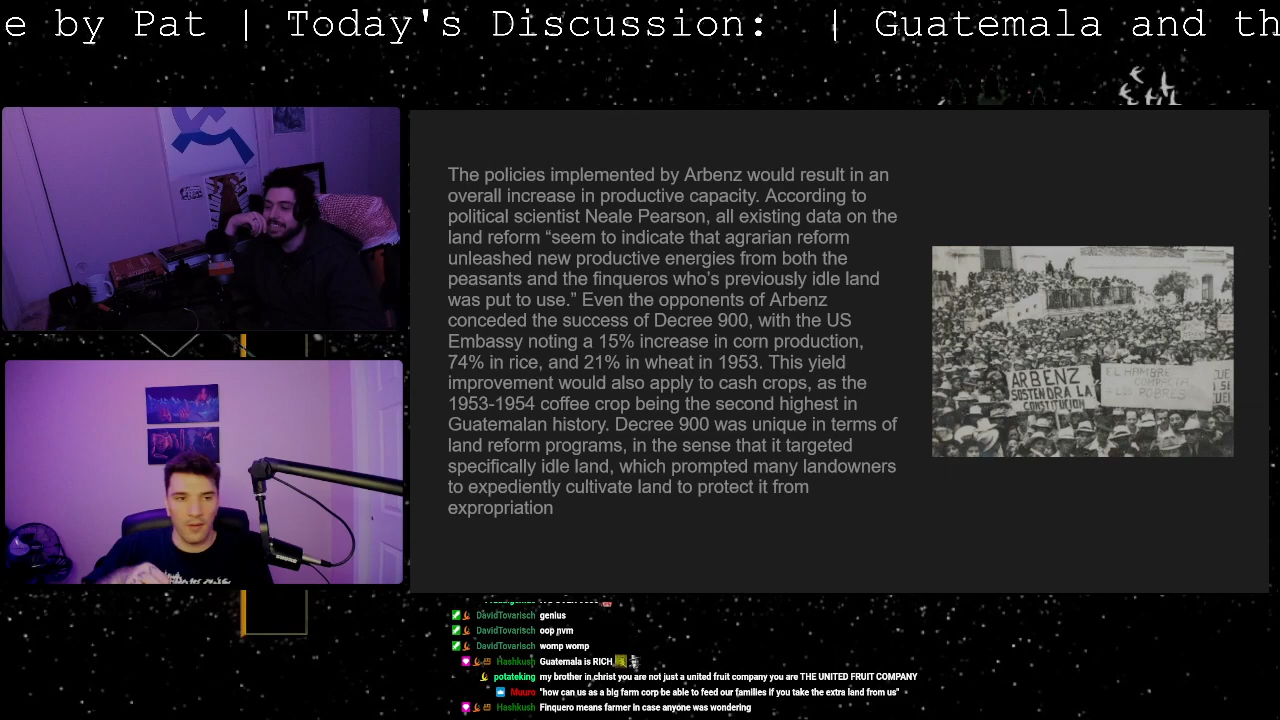 e by Pat | Today's Discussion:   | Guatemala and th
The policies implemented by Arbenz would result in an
overall increase in productive capacity. According to
political scientist Neale Pearson, all existing data on the
land reform “seem to indicate that agrarian reform
unleashed new productive energies from both the
peasants and the finqueros who's previously idle land
was put to use.” Even the opponents of Arbenz
conceded the success of Decree 900, with the US
Embassy noting a 15% increase in corn production,
74% in rice, and 21% in wheat in 1953. This yield
improvement would also apply to cash crops, as the
1953-1954 coffee crop being the second highest in
Guatemalan history. Decree 900 was unique in terms of
land reform programs, in the sense that it targeted
specifically idle land, which prompted many landowners
to expediently cultivate land to protect it from
expropriation
ARBENZ
SOSTENDRA LA
CONSTITUCION
EL HAMBRE
POBRES
DavidTovarisch genius
DavidTovarisch oop nvm
DavidTovarisch womp womp
Hashkush Guatemala is RICH
potateking my brother in christ you are not just a united fruit company you are THE UNITED FRUIT COMPANY
Muuro "how can us as a big farm corp be able to feed our families if you take the extra land from us"
Hashkush Finquero means farmer in case anyone was wondering